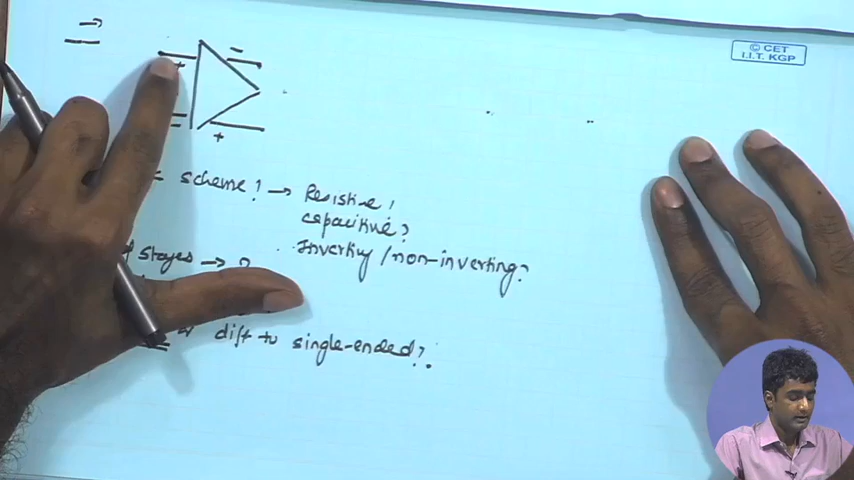 © CET
I.I.T. KGP
+ -
- +
scheme? → Resistive,
capacitive?
Inverting/non-inverting?
stages → ?
diff to single-ended?